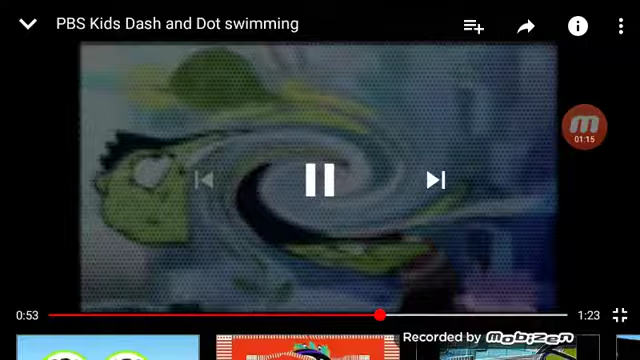 PBS Kids Dash and Dot swimming
01:15
0:53
1:23
Recorded by Mobizen